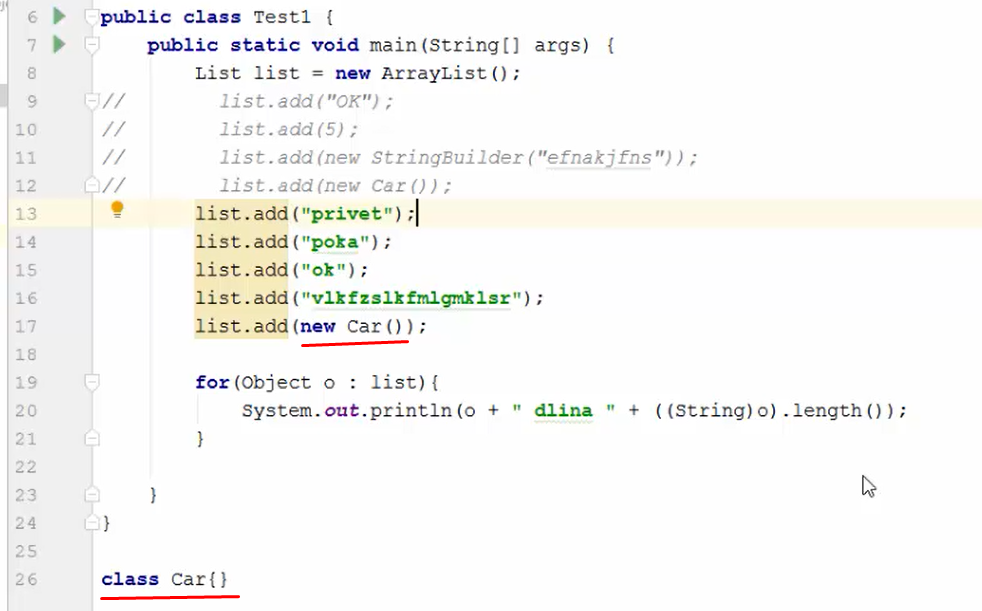 6 public class Test1 {
7 public static void main(String[] args) {
8 List list = new ArrayList();
9 // list.add("OK");
10 // list.add(5);
11 // list.add(new StringBuilder("efnakjfns"));
12 // list.add(new Car());
13 list.add("privet");
14 list.add("poka");
15 list.add("ok");
16 list.add("vlkfzslkfmlgmklsr");
17 list.add(new Car());
18
19 for(Object o : list){
20 System.out.println(o + " dlina " + ((String)o).length());
21 }
22
23 }
24 }
25
26 class Car{}